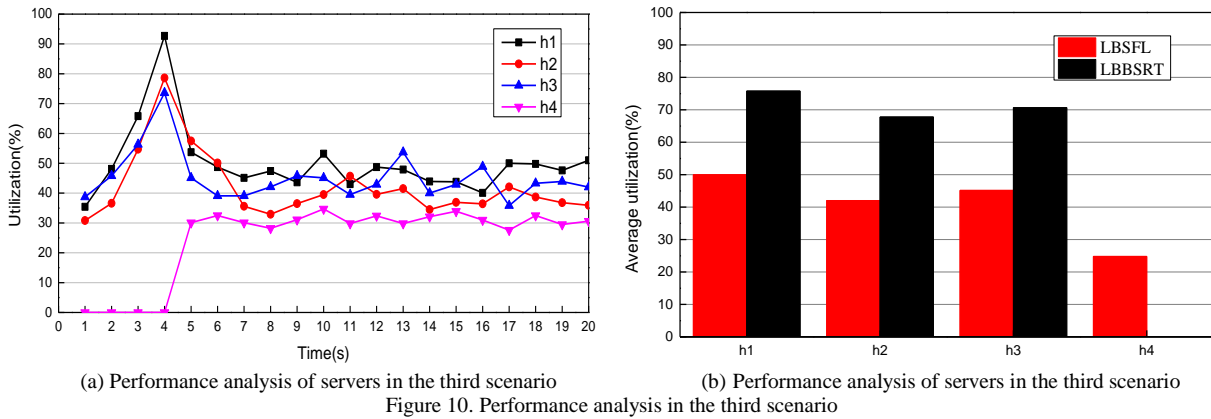 100
90
80
70
60
50
40
30
20
10
0
Utilization(%)
h1
h2
h3
h4
0 1 2 3 4 5 6 7 8 9 10 11 12 13 14 15 16 17 18 19 20
Time(s)
(a) Performance analysis of servers in the third scenario
100
90
80
70
60
50
40
30
20
10
0
Average utilization(%)
LBSFL
LBBSRT
h1 h2 h3 h4
(b) Performance analysis of servers in the third scenario
Figure 10. Performance analysis in the third scenario